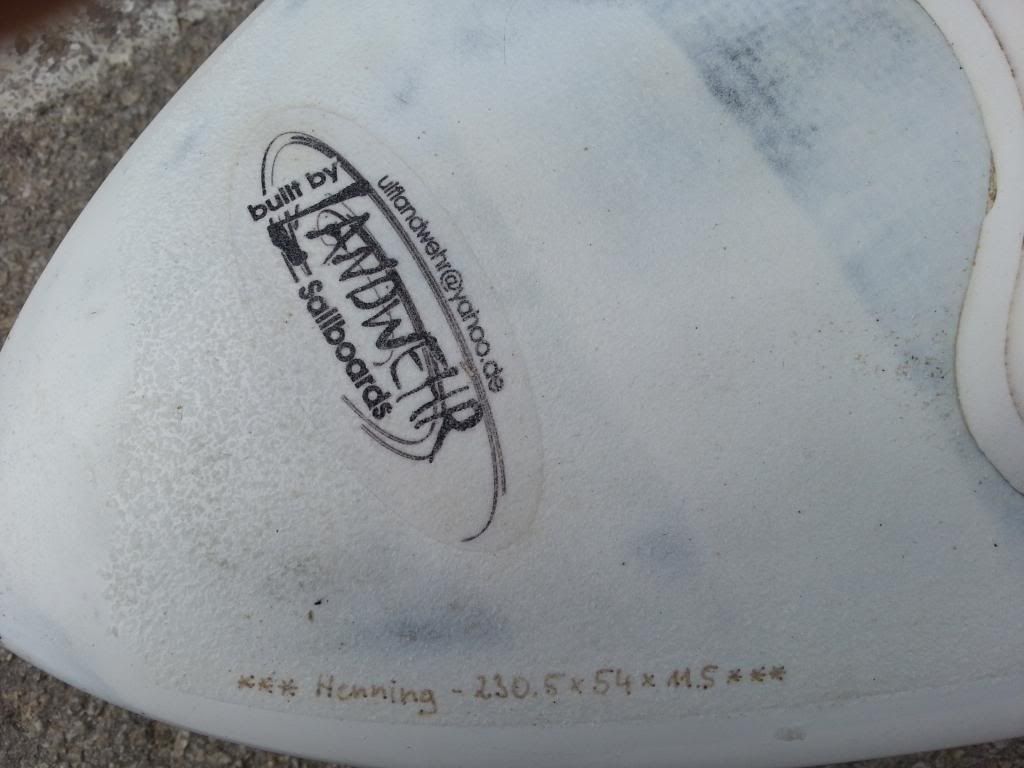 built by
ulflandwehr@yahoo.de
LANDWEHR
Sailboards
*** Henning - 230.5 x 54 x 11.5 ***